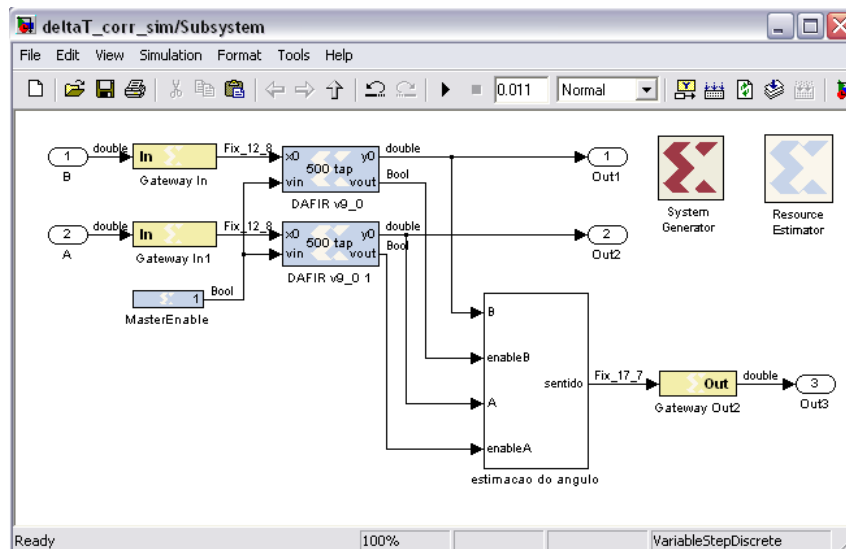 deltaT_corr_sim/Subsystem
File Edit View Simulation Format Tools Help
0.011 Normal
1
B
double
In
Gateway In
Fix_12_8
x0
vin
500 tap
y0
vout
DAFIR v9_0
double
Bool
1
Out1
2
A
double
In
Gateway In1
Fix_12_8
x0
vin
500 tap
y0
vout
DAFIR v9_0 1
double
Bool
2
Out2
1
MasterEnable
Bool
System
Generator
Resource
Estimator
B
enableB
A
enableA
sentido
estimacao do angulo
Fix_17_7
Out
Gateway Out2
double
3
Out3
Ready 100% VariableStepDiscrete